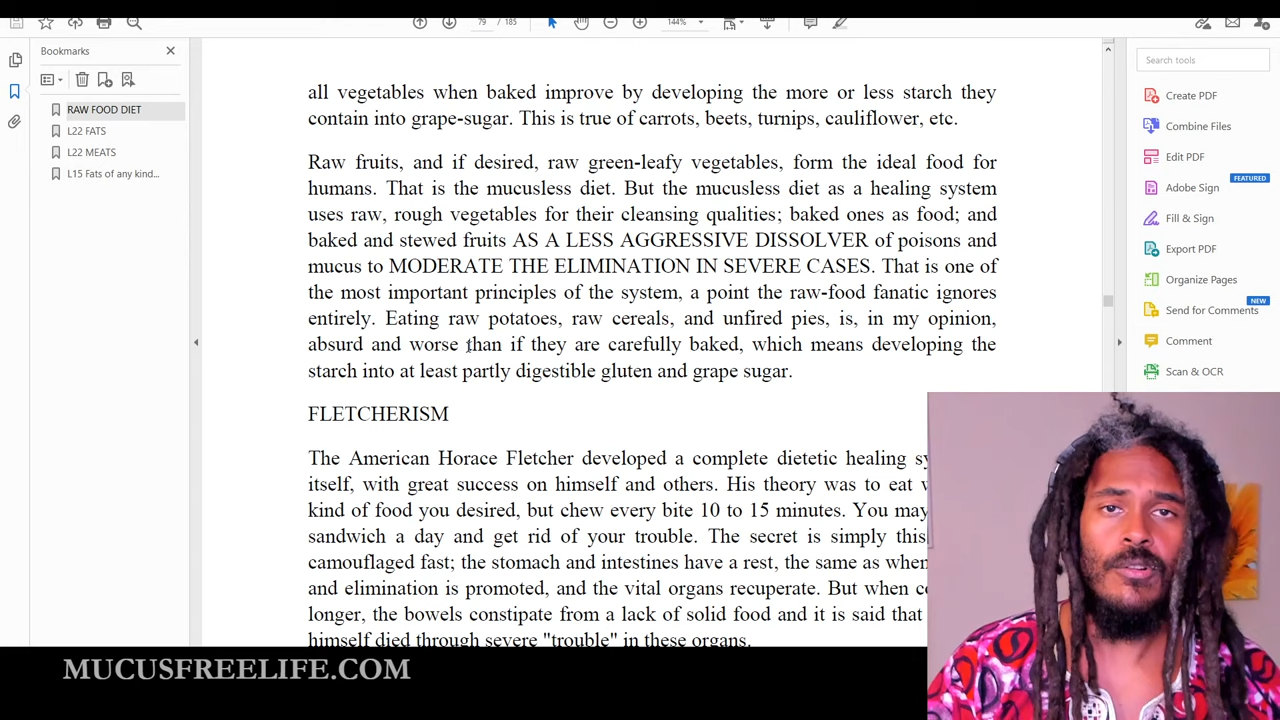 79 / 185
144%
Bookmarks
RAW FOOD DIET
L22 FATS
L22 MEATS
L15 Fats of any kind...
Search tools
Create PDF
Combine Files
Edit PDF
FEATURED
Adobe Sign
Fill & Sign
Export PDF
Organize Pages
NEW
Send for Comments
Comment
Scan & OCR
all vegetables when baked improve by developing the more or less starch they
contain into grape-sugar. This is true of carrots, beets, turnips, cauliflower, etc.
Raw fruits, and if desired, raw green-leafy vegetables, form the ideal food for
humans. That is the mucusless diet. But the mucusless diet as a healing system
uses raw, rough vegetables for their cleansing qualities; baked ones as food; and
baked and stewed fruits AS A LESS AGGRESSIVE DISSOLVER of poisons and
mucus to MODERATE THE ELIMINATION IN SEVERE CASES. That is one of
the most important principles of the system, a point the raw-food fanatic ignores
entirely. Eating raw potatoes, raw cereals, and unfired pies, is, in my opinion,
absurd and worse than if they are carefully baked, which means developing the
starch into at least partly digestible gluten and grape sugar.
FLETCHERISM
The American Horace Fletcher developed a complete dietetic healing
itself, with great success on himself and others. His theory was to eat
kind of food you desired, but chew every bite 10 to 15 minutes. You may
sandwich a day and get rid of your trouble. The secret is simply this
camouflaged fast; the stomach and intestines have a rest, the same as when
and elimination is promoted, and the vital organs recuperate. But when
longer, the bowels constipate from a lack of solid food and it is said that
himself died through severe "trouble" in these organs.
MUCUSFREELIFE.COM